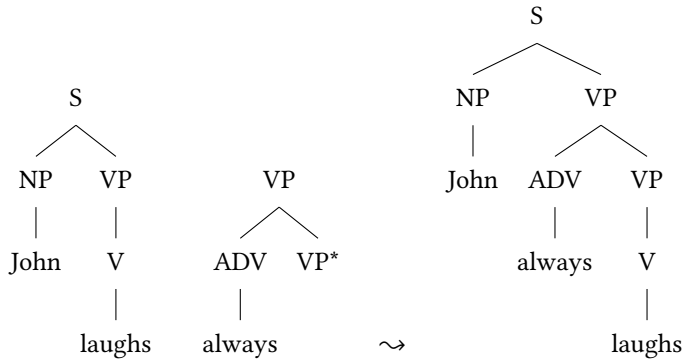 S
NP VP
S
John ADV VP
NP VP VP
always V
John V ADV VP*
laughs always ⤳ laughs